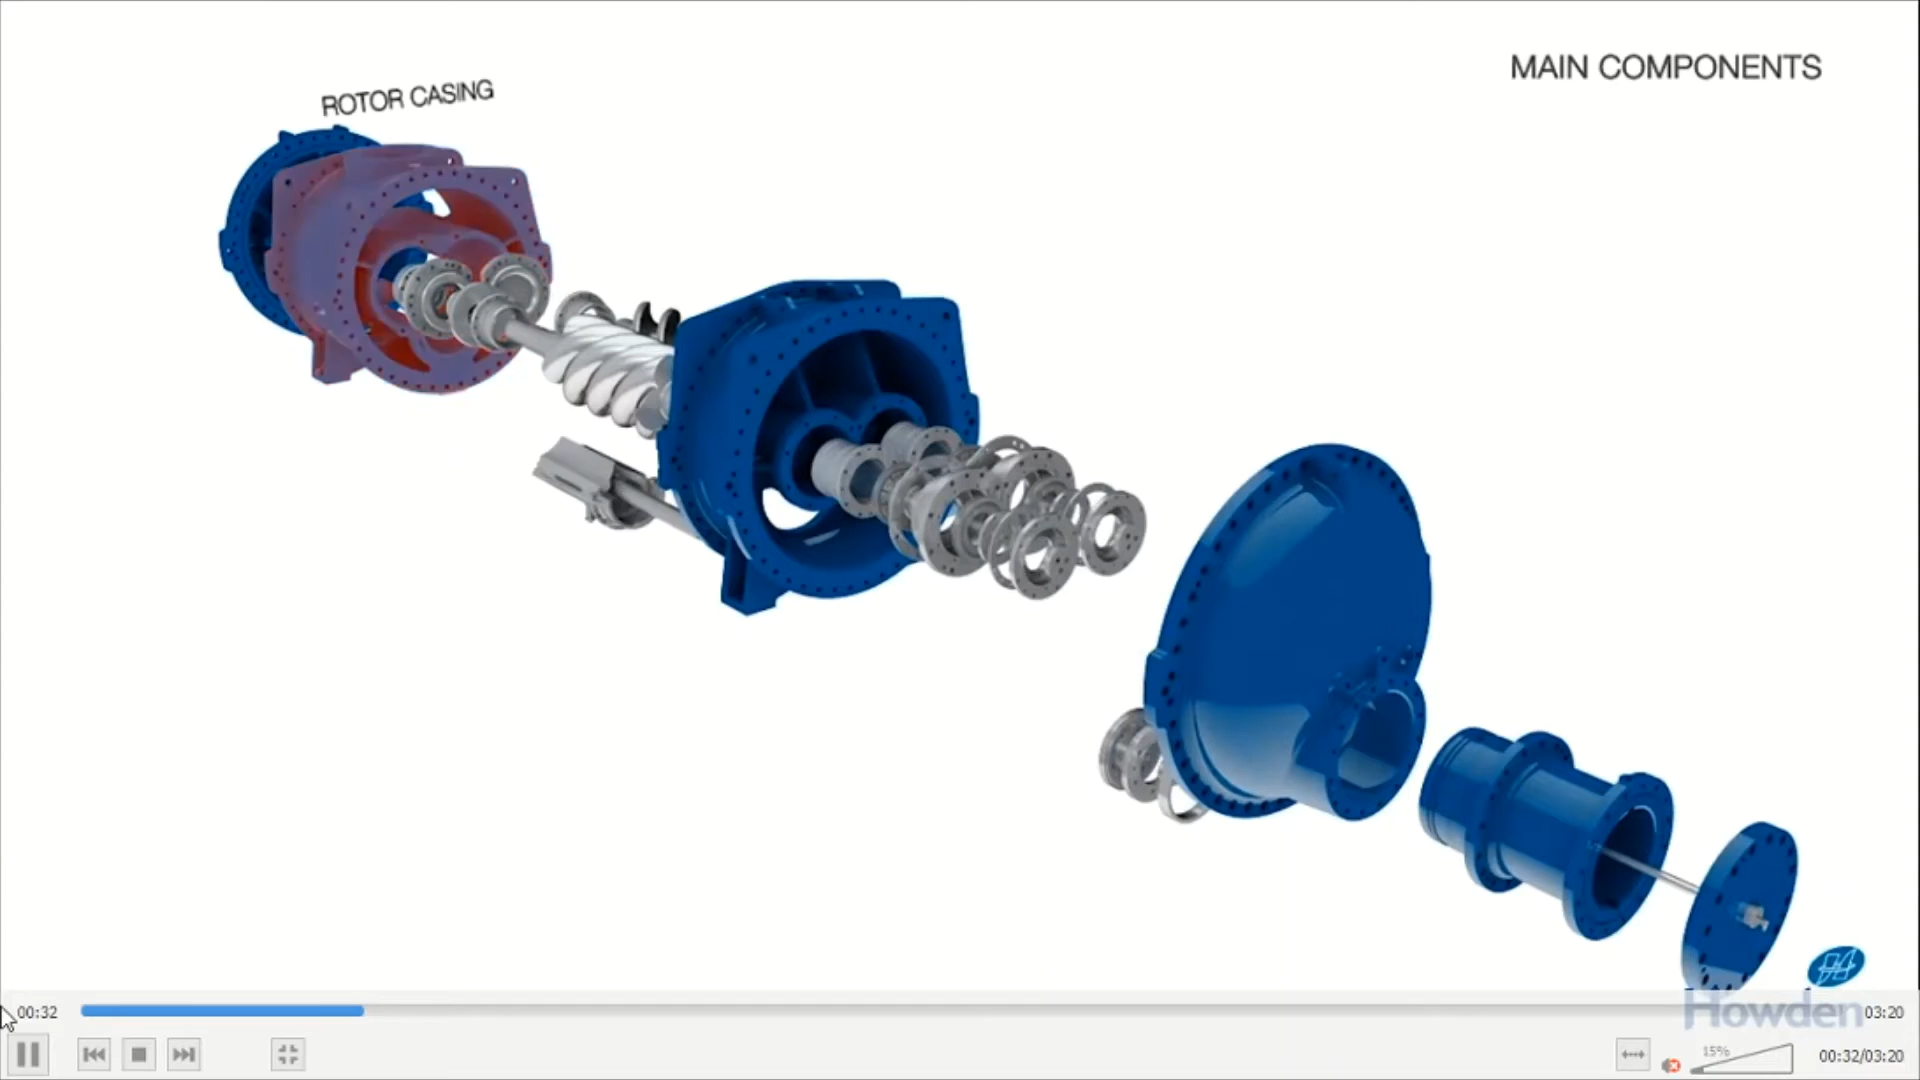 MAIN COMPONENTS
ROTOR CASING
Howden
00:32
03:20
15%
00:32/03:20